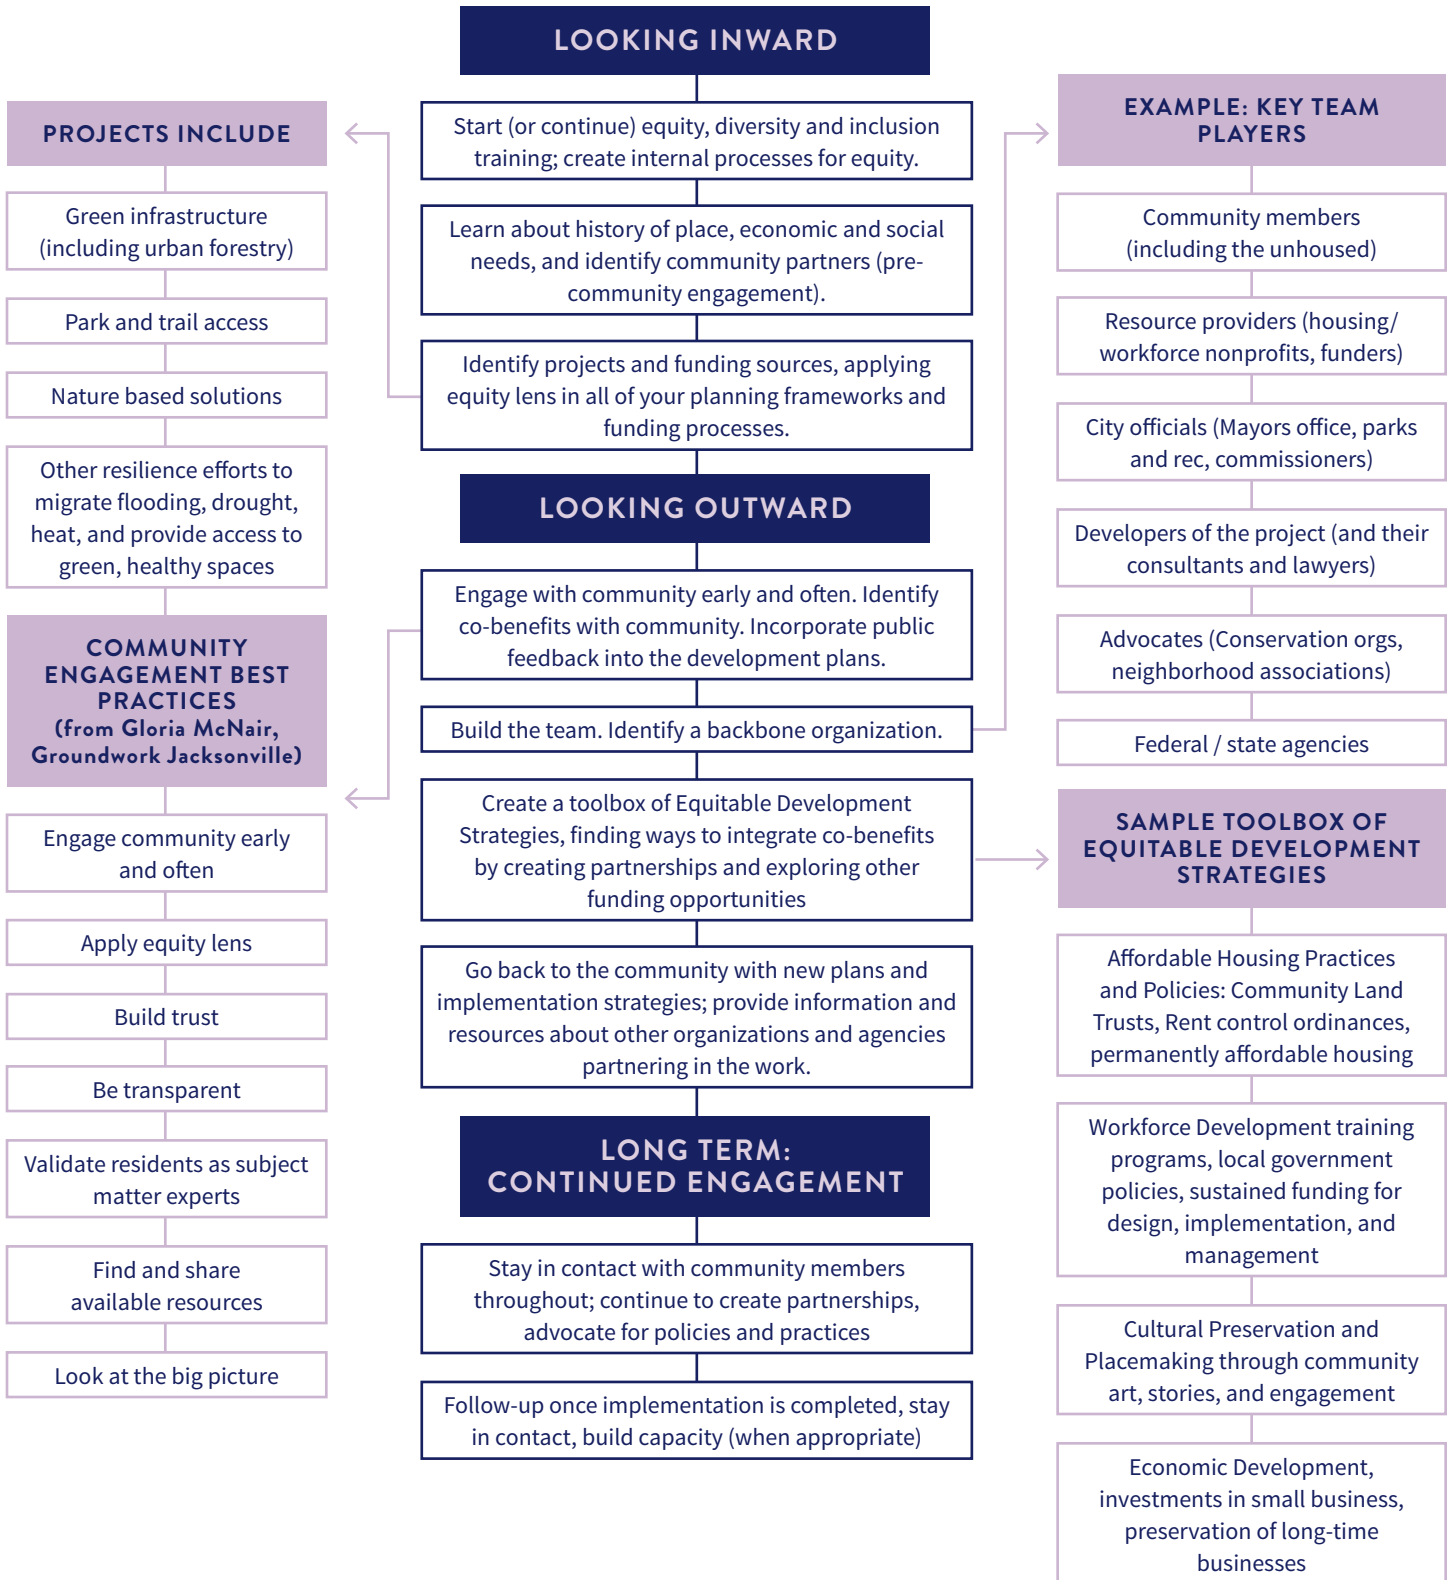 LOOKING INWARD
Start (or continue) equity, diversity and inclusion
training; create internal processes for equity.
Learn about history of place, economic and social
needs, and identify community partners (pre-
community engagement).
Identify projects and funding sources, applying
equity lens in all of your planning frameworks and
funding processes.
LOOKING OUTWARD
Engage with community early and often. Identify
co-benefits with community. Incorporate public
feedback into the development plans.
Build the team. Identify a backbone organization.
Create a toolbox of Equitable Development
Strategies, finding ways to integrate co-benefits
by creating partnerships and exploring other
funding opportunities
Go back to the community with new plans and
implementation strategies; provide information and
resources about other organizations and agencies
partnering in the work.
LONG TERM:
CONTINUED ENGAGEMENT
Stay in contact with community members
throughout; continue to create partnerships,
advocate for policies and practices
Follow-up once implementation is completed, stay
in contact, build capacity (when appropriate)
PROJECTS INCLUDE
Green infrastructure
(including urban forestry)
Park and trail access
Nature based solutions
Other resilience efforts to
migrate flooding, drought,
heat, and provide access to
green, healthy spaces
COMMUNITY
ENGAGEMENT BEST
PRACTICES
(from Gloria McNair,
Groundwork Jacksonville)
Engage community early
and often
Apply equity lens
Build trust
Be transparent
Validate residents as subject
matter experts
Find and share
available resources
Look at the big picture
EXAMPLE: KEY TEAM
PLAYERS
Community members
(including the unhoused)
Resource providers (housing/
workforce nonprofits, funders)
City officials (Mayors office, parks
and rec, commissioners)
Developers of the project (and their
consultants and lawyers)
Advocates (Conservation orgs,
neighborhood associations)
Federal / state agencies
SAMPLE TOOLBOX OF
EQUITABLE DEVELOPMENT
STRATEGIES
Affordable Housing Practices
and Policies: Community Land
Trusts, Rent control ordinances,
permanently affordable housing
Workforce Development training
programs, local government
policies, sustained funding for
design, implementation, and
management
Cultural Preservation and
Placemaking through community
art, stories, and engagement
Economic Development,
investments in small business,
preservation of long-time
businesses